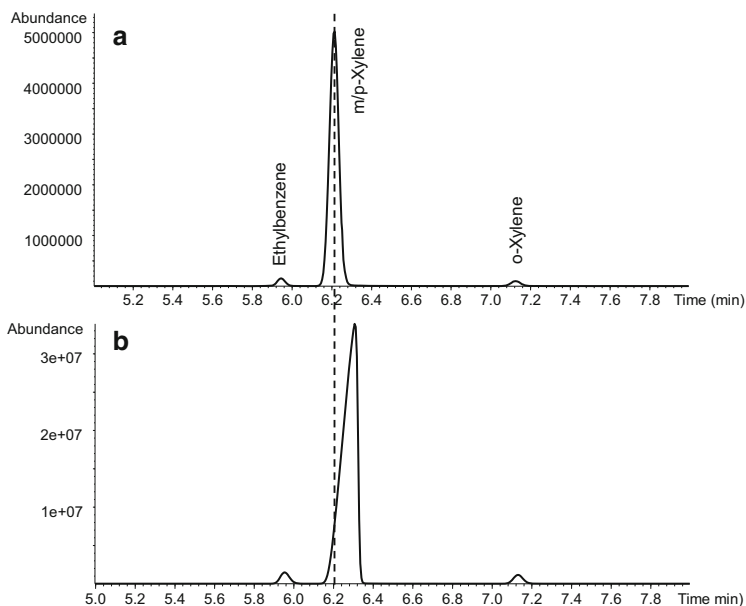 Abundance
a
5000000
4000000
3000000
2000000
1000000
Ethylbenzene
m/p-Xylene
o-Xylene
5.2 5.4 5.6 5.8 6.0 6.2 6.4 6.6 6.8 7.0 7.2 7.4 7.6 7.8 Time (min)
Abundance
b
3e+07
2e+07
1e+07
5.0 5.2 5.4 5.6 5.8 6.0 6.2 6.4 6.6 6.8 7.0 7.2 7.4 7.6 7.8 Time min)